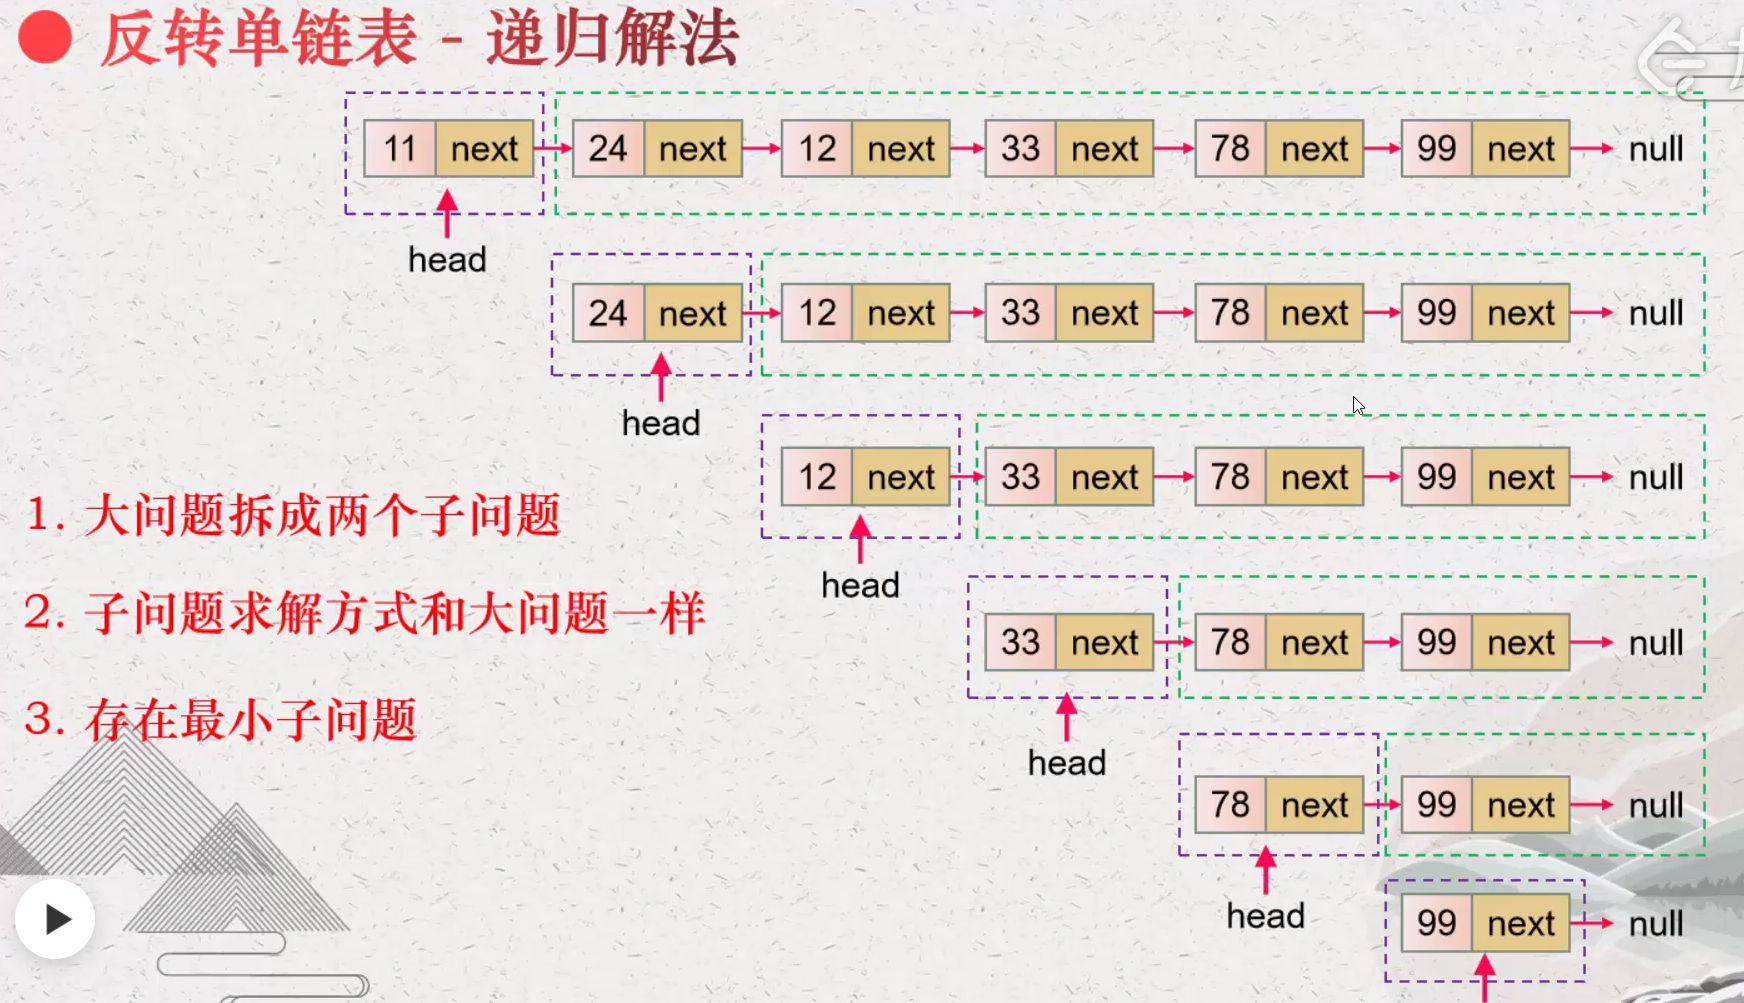 反转单链表 - 递归解法
11 next 24 next 12 next 33 next 78 next 99 next null
head
24 next 12 next 33 next 78 next 99 next null
head
12 next 33 next 78 next 99 next null
head
1. 大问题拆成两个子问题
2. 子问题求解方式和大问题一样
33 next 78 next 99 next null
head
3. 存在最小子问题
78 next 99 next null
head
99 next null